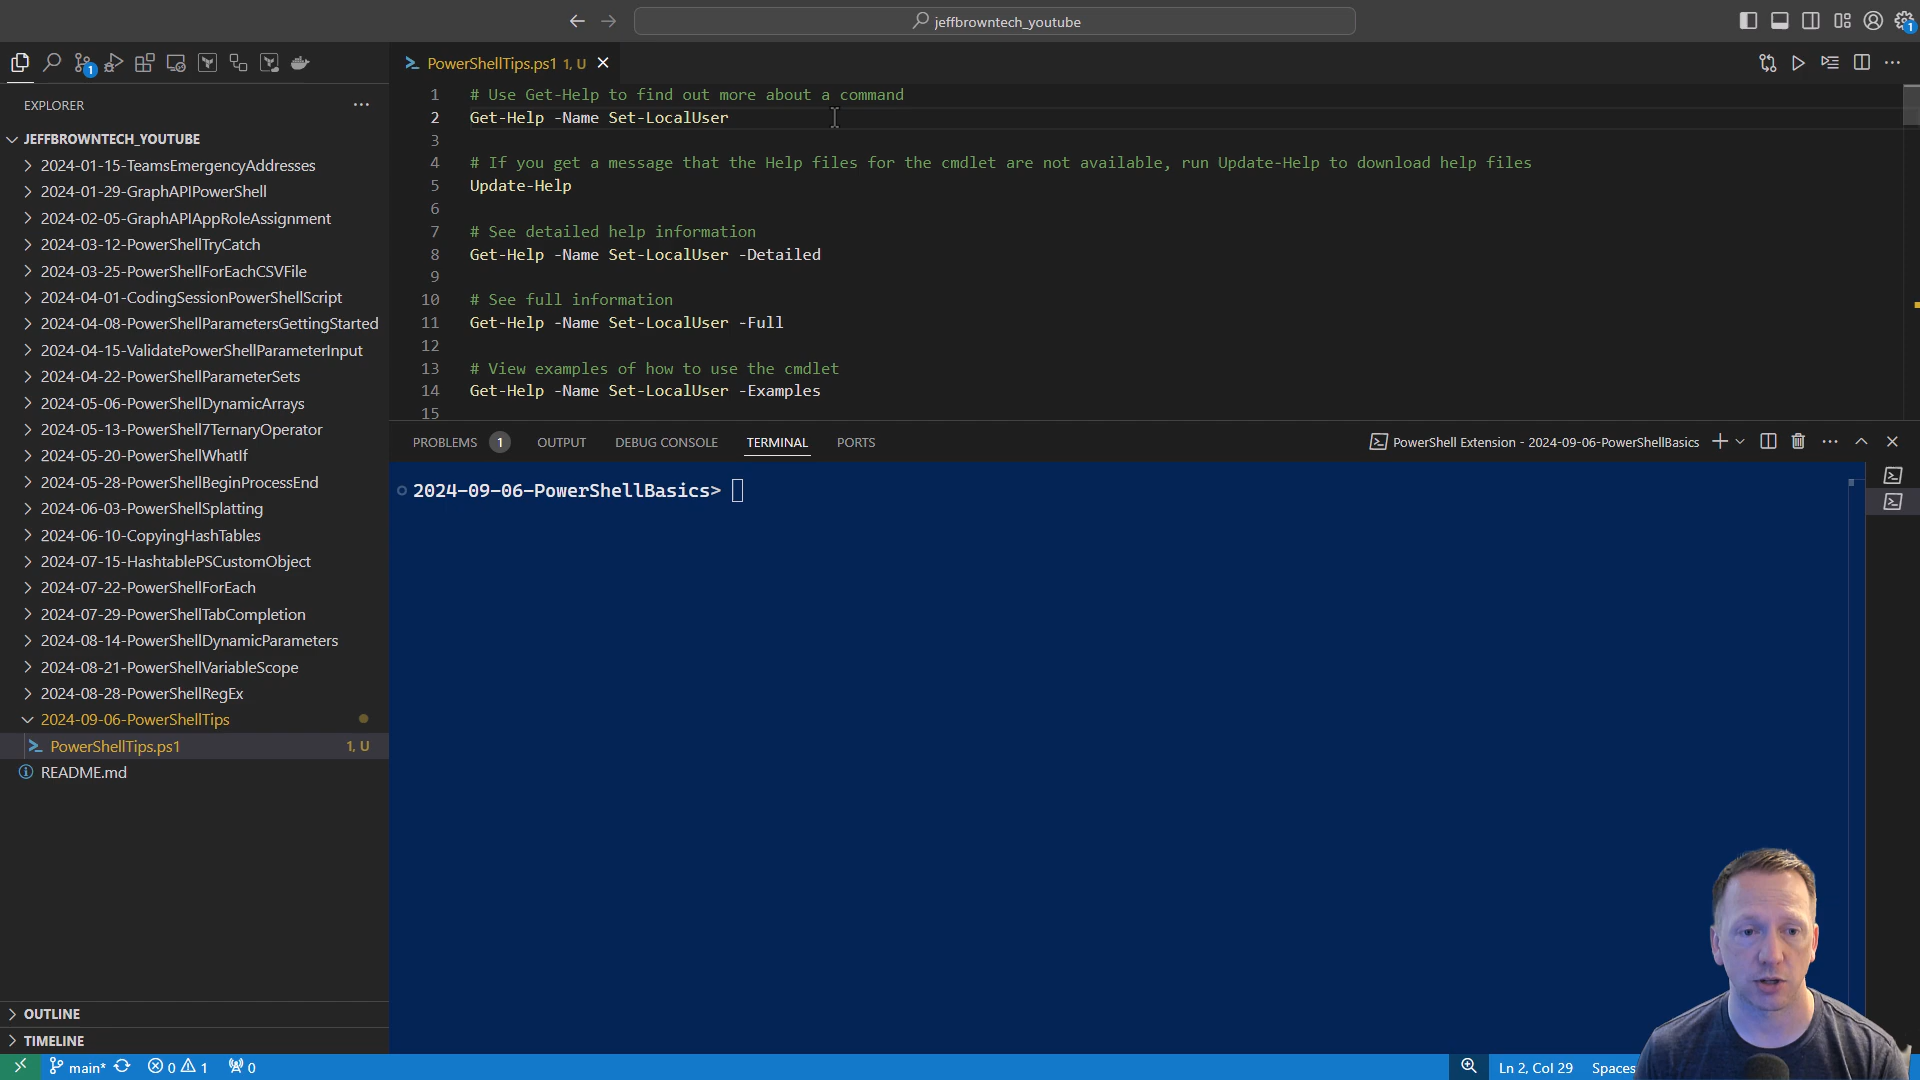 jeffbrowntech_youtube
1
1
EXPLORER
JEFFBROWNTECH_YOUTUBE
2024-01-15-TeamsEmergencyAddresses
2024-01-29-GraphAPIPowerShell
2024-02-05-GraphAPIAppRoleAssignment
2024-03-12-PowerShellTryCatch
2024-03-25-PowerShellForEachCSVFile
2024-04-01-CodingSessionPowerShellScript
2024-04-08-PowerShellParametersGettingStarted
2024-04-15-ValidatePowerShellParameterInput
2024-04-22-PowerShellParameterSets
2024-05-06-PowerShellDynamicArrays
2024-05-13-PowerShell7TernaryOperator
2024-05-20-PowerShellWhatIf
2024-05-28-PowerShellBeginProcessEnd
2024-06-03-PowerShellSplatting
2024-06-10-CopyingHashTables
2024-07-15-HashtablePSCustomObject
2024-07-22-PowerShellForEach
2024-07-29-PowerShellTabCompletion
2024-08-14-PowerShellDynamicParameters
2024-08-21-PowerShellVariableScope
2024-08-28-PowerShellRegEx
2024-09-06-PowerShellTips
PowerShellTips.ps1 1, U
README.md
OUTLINE
TIMELINE
PowerShellTips.ps1 1, U
1 # Use Get-Help to find out more about a command
2 Get-Help -Name Set-LocalUser
3
4 # If you get a message that the Help files for the cmdlet are not available, run Update-Help to download help files
5 Update-Help
6
7 # See detailed help information
8 Get-Help -Name Set-LocalUser -Detailed
9
10 # See full information
11 Get-Help -Name Set-LocalUser -Full
12
13 # View examples of how to use the cmdlet
14 Get-Help -Name Set-LocalUser -Examples
15
PROBLEMS 1 OUTPUT DEBUG CONSOLE TERMINAL PORTS PowerShell Extension - 2024-09-06-PowerShellBasics
2024-09-06-PowerShellBasics>
main* 0 1 0 Ln 2, Col 29 Spaces